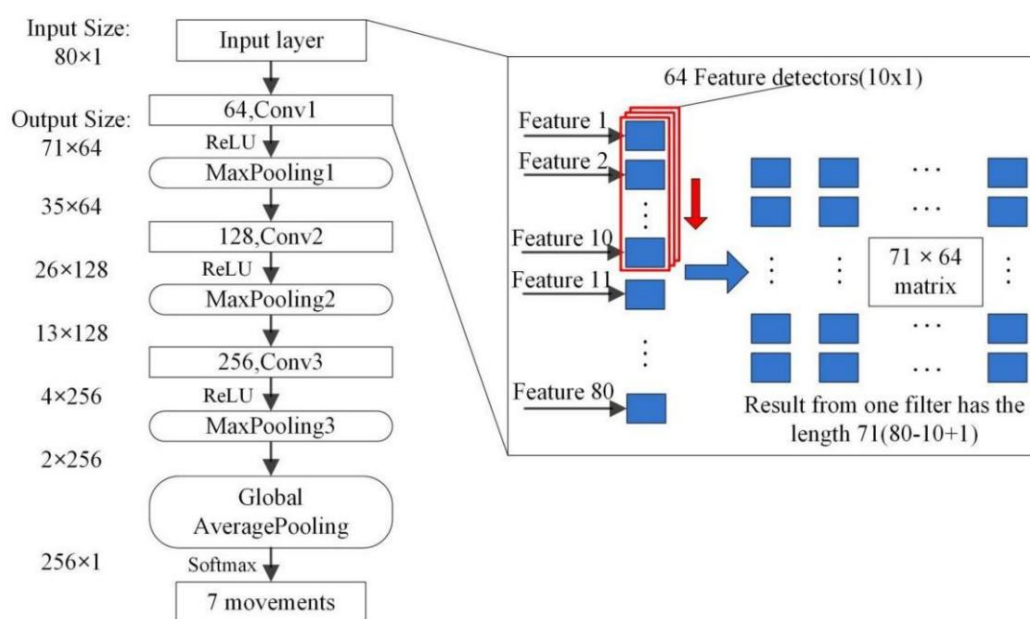 Input Size:
80×1
Input layer
Output Size:
64,Conv1
71×64
ReLU
MaxPooling1
35×64
128,Conv2
26×128
ReLU
MaxPooling2
13×128
256,Conv3
4×256
ReLU
MaxPooling3
2×256
Global
AveragePooling
256×1
Softmax
7 movements
64 Feature detectors(10x1)
Feature 1
Feature 2
Feature 10
Feature 11
Feature 80
71 × 64
matrix
Result from one filter has the
length 71(80-10+1)